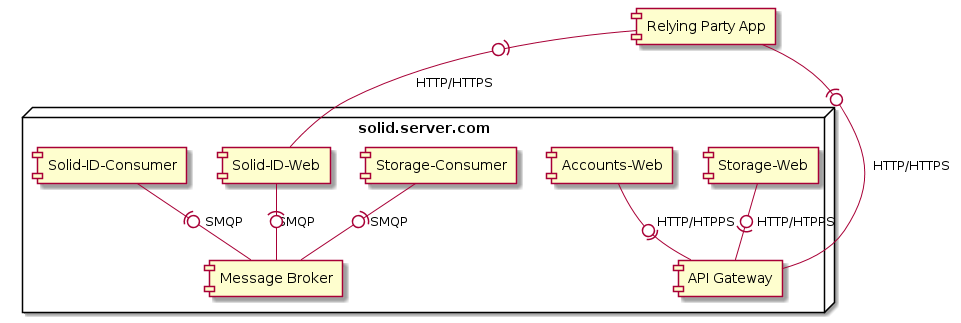 Relying Party App
HTTP/HTTPS
solid.server.com
Solid-ID-Consumer
Solid-ID-Web
Storage-Consumer
Accounts-Web
Storage-Web
HTTP/HTTPS
SMQP
SMQP
SMQP
HTTP/HTPPS
HTTP/HTPPS
Message Broker
API Gateway